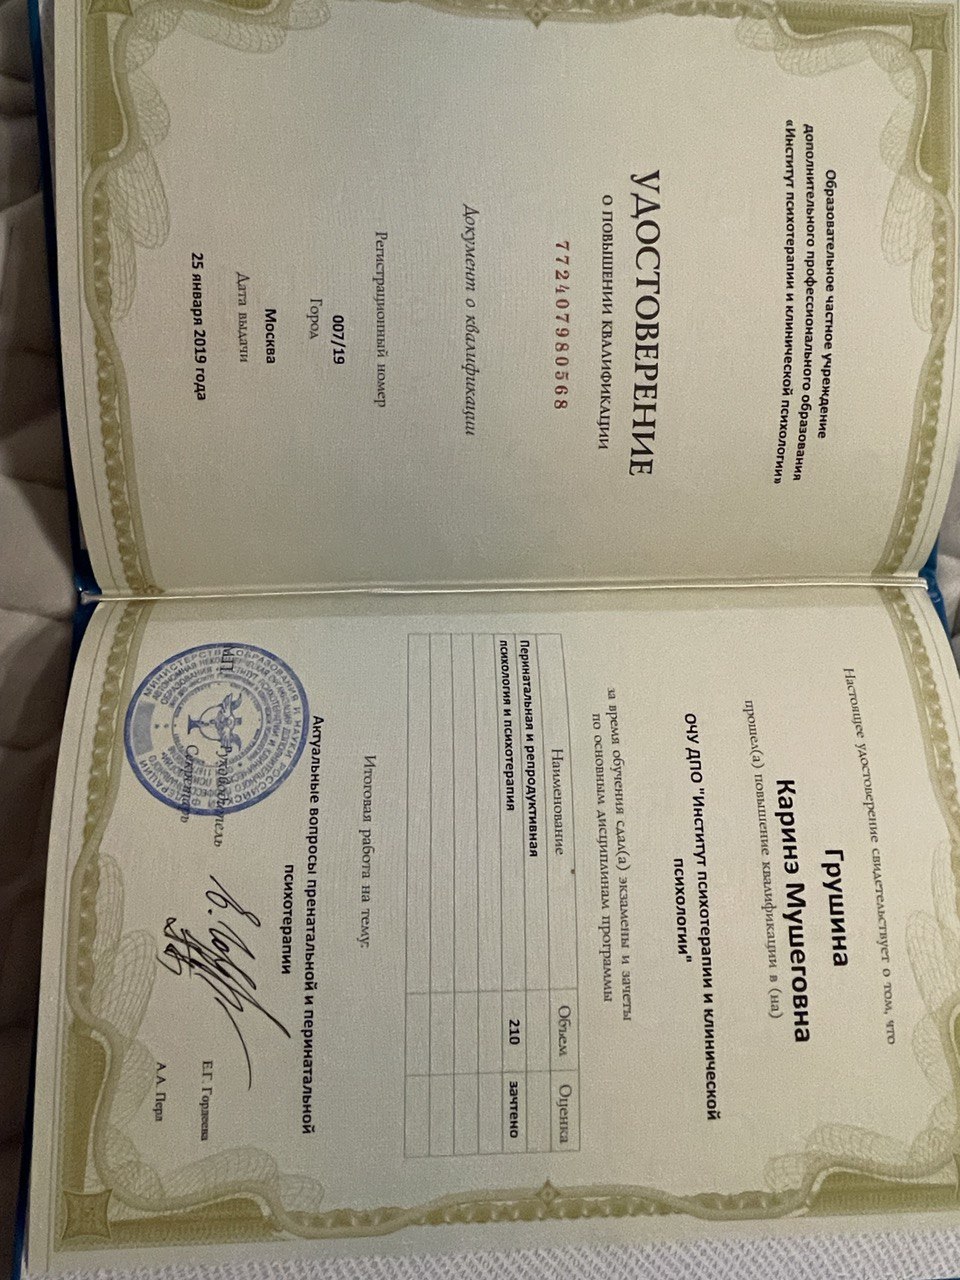 Образовательное частное учреждение
дополнительного профессионального образования
«Институт психотерапии и клинической психологии»
УДОСТОВЕРЕНИЕ
О ПОВЫШЕНИИ КВАЛИФИКАЦИИ
772407980568
Документ о квалификации
Регистрационный номер
007/19
Город
Москва
Дата выдачи
25 января 2019 года
Настоящее удостоверение свидетельствует о том, что
Грушина
Каринэ Мушеговна
прошел(а) повышение квалификации в (на)
ОЧУ ДПО "Институт психотерапии и клинической
психологии"
за время обучения сдал(а) экзамены и зачеты
по основным дисциплинам программы
Наименование Объем Оценка
Перинатальная и репродуктивная
психология и психотерапия 210 зачтено
Итоговая работа на тему:
Актуальные вопросы пренатальной и перинатальной
психотерапии
МП
Руководитель Е.Г. Гордеева
Секретарь А.А. Перл